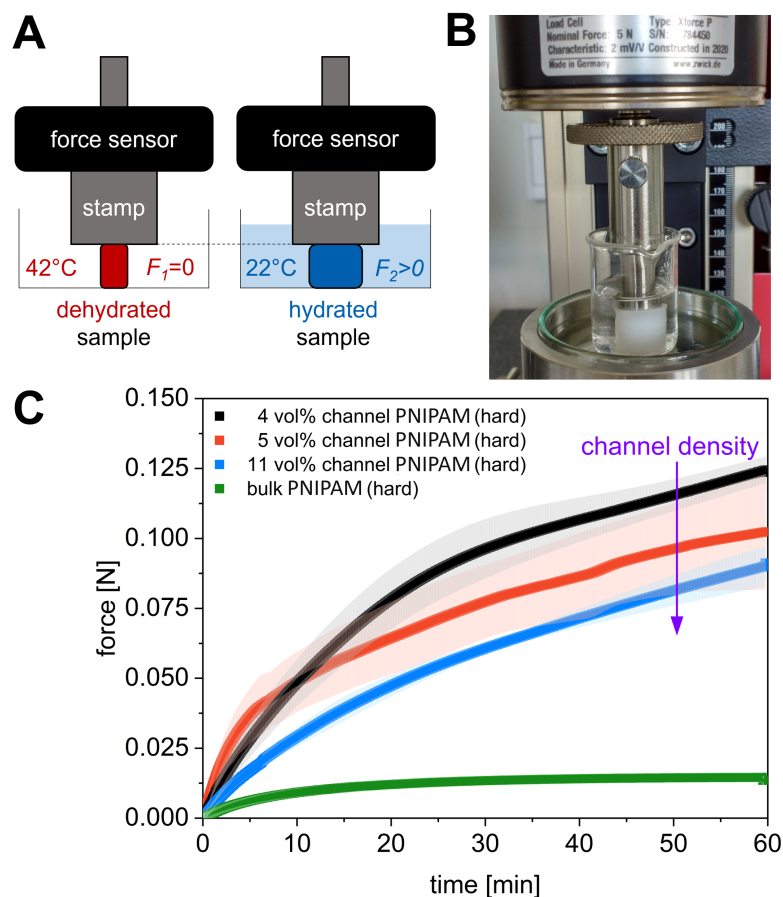 A
force sensor
stamp
42°C
F₁=0
dehydrated
sample
force sensor
stamp
22°C
F₂>0
hydrated
sample
B
Load Cell Type: Xforce P
Nominal Force: 5 N S/N: 784450
Characteristic: 2 mV/V Constructed in 2020
Made in Germany www.zwick.de
200
180
170
160
150
140
130
120
C
0.150
0.125
0.100
0.075
0.050
0.025
0.000
force [N]
4 vol% channel PNIPAM (hard)
5 vol% channel PNIPAM (hard)
11 vol% channel PNIPAM (hard)
bulk PNIPAM (hard)
channel density
0 10 20 30 40 50 60
time [min]